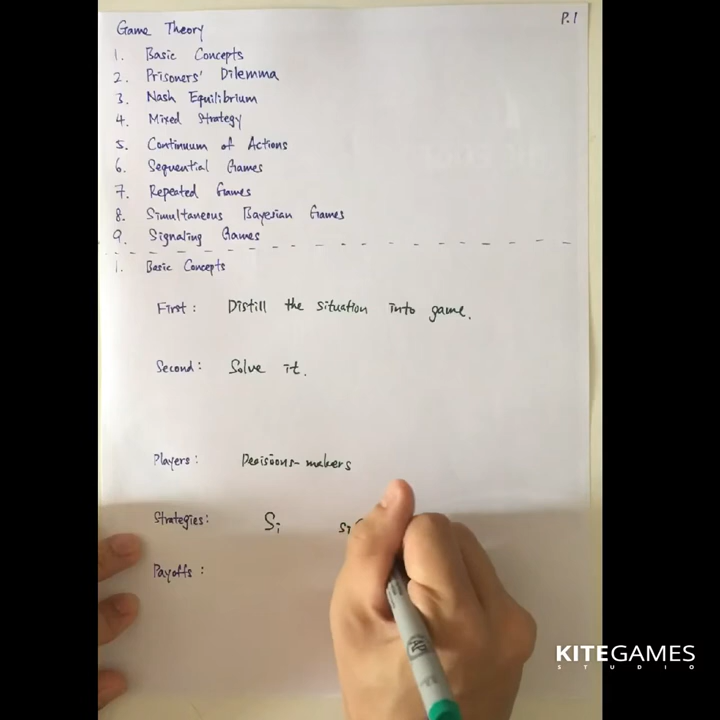 P.1
Game Theory
1. Basic Concepts
2. Prisoners' Dilemma
3. Nash Equilibrium
4. Mixed Strategy
5. Continuum of Actions
6. Sequential Games
7. Repeated Games
8. Simultaneous Bayesian Games
9. Signaling Games
1. Basic Concepts
First: Distill the situation into game.
Second: Solve it.
Players: Decisions-makers
Strategies: Si
Payoffs:
KITEGAMES
STUDIO